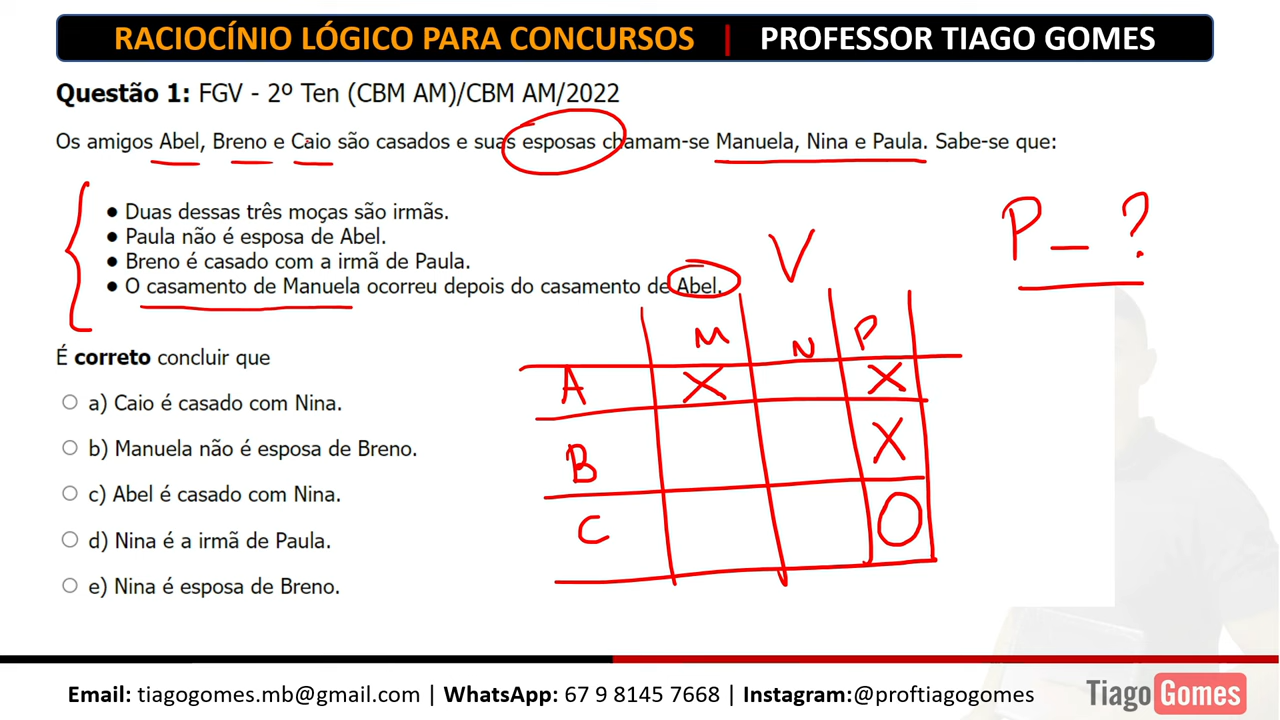 RACIOCÍNIO LÓGICO PARA CONCURSOS | PROFESSOR TIAGO GOMES
Questão 1: FGV - 2º Ten (CBM AM)/CBM AM/2022
Os amigos Abel, Breno e Caio são casados e suas esposas chamam-se Manuela, Nina e Paula. Sabe-se que:
● Duas dessas três moças são irmãs.
● Paula não é esposa de Abel.
● Breno é casado com a irmã de Paula.
● O casamento de Manuela ocorreu depois do casamento de Abel.
P_ ?
V
É correto concluir que
M N P
A X X
B X
C O
a) Caio é casado com Nina.
b) Manuela não é esposa de Breno.
c) Abel é casado com Nina.
d) Nina é a irmã de Paula.
e) Nina é esposa de Breno.
Email: tiagogomes.mb@gmail.com | WhatsApp: 67 9 8145 7668 | Instagram:@proftiagogomes
Tiago Gomes